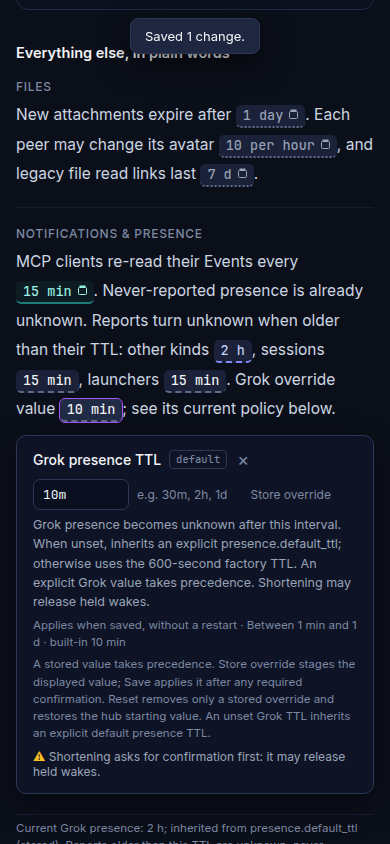 Saved 1 change.
Everything else, in plain words
FILES
New attachments expire after 1 day. Each
peer may change its avatar 10 per hour, and
legacy file read links last 7 d.
NOTIFICATIONS & PRESENCE
MCP clients re-read their Events every
15 min. Never-reported presence is already
unknown. Reports turn unknown when older
than their TTL: other kinds 2 h, sessions
15 min, launchers 15 min. Grok override
value 10 min; see its current policy below.
Grok presence TTL default ×
10m e.g. 30m, 2h, 1d Store override
Grok presence becomes unknown after this interval.
When unset, inherits an explicit presence.default_ttl;
otherwise uses the 600-second factory TTL. An
explicit Grok value takes precedence. Shortening may
release held wakes.
Applies when saved, without a restart · Between 1 min and 1
d · built-in 10 min
A stored value takes precedence. Store override stages the
displayed value; Save applies it after any required
confirmation. Reset removes only a stored override and
restores the hub starting value. An unset Grok TTL inherits
an explicit default presence TTL.
⚠ Shortening asks for confirmation first: it may release
held wakes.
Current Grok presence: 2 h; inherited from presence.default_ttl
(stored). Reports older than this TTL are unknown, never